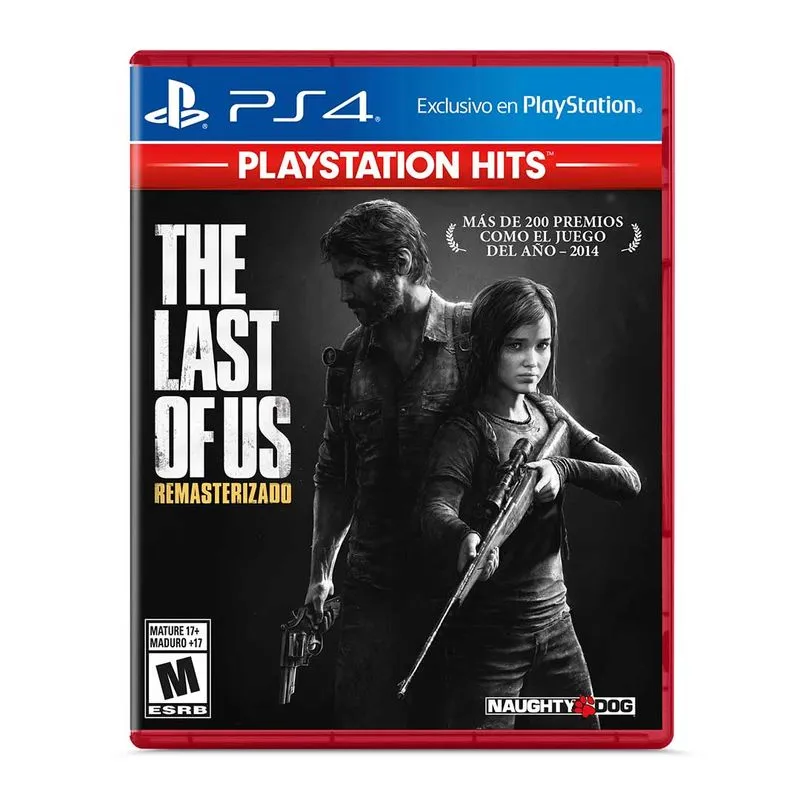 PS4
Exclusivo en PlayStation®
PLAYSTATION HITS™
THE
LAST
OF US
REMASTERIZADO
MÁS DE 200 PREMIOS
COMO EL JUEGO
DEL AÑO – 2014
MATURE 17+
MADURO +17
M
ESRB
NAUGHTY DOG